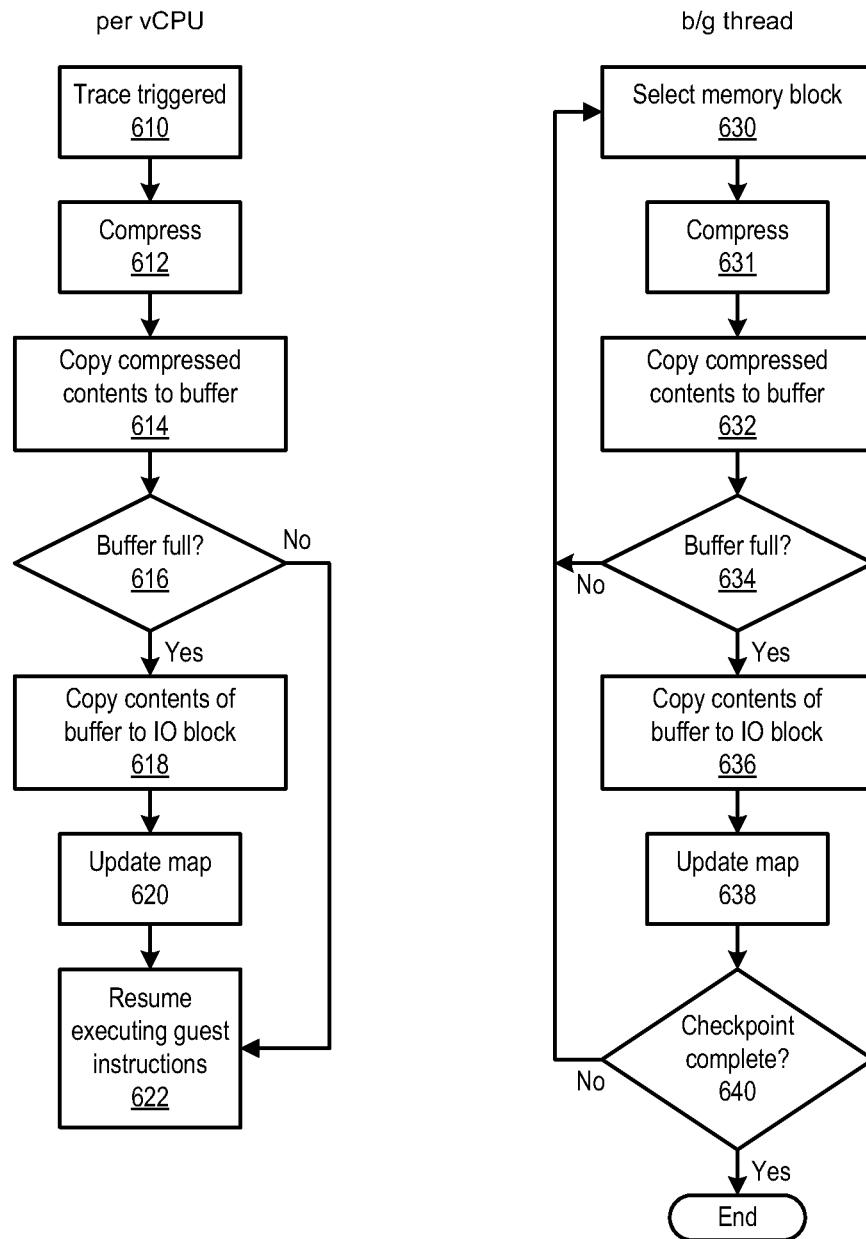 per vCPU
Trace triggered
610
Compress
612
Copy compressed
contents to buffer
614
Buffer full?
616
No
Yes
Copy contents of
buffer to IO block
618
Update map
620
Resume
executing guest
instructions
622
b/g thread
Select memory block
630
Compress
631
Copy compressed
contents to buffer
632
Buffer full?
634
No
Yes
Copy contents of
buffer to IO block
636
Update map
638
Checkpoint
complete?
640
No
Yes
End